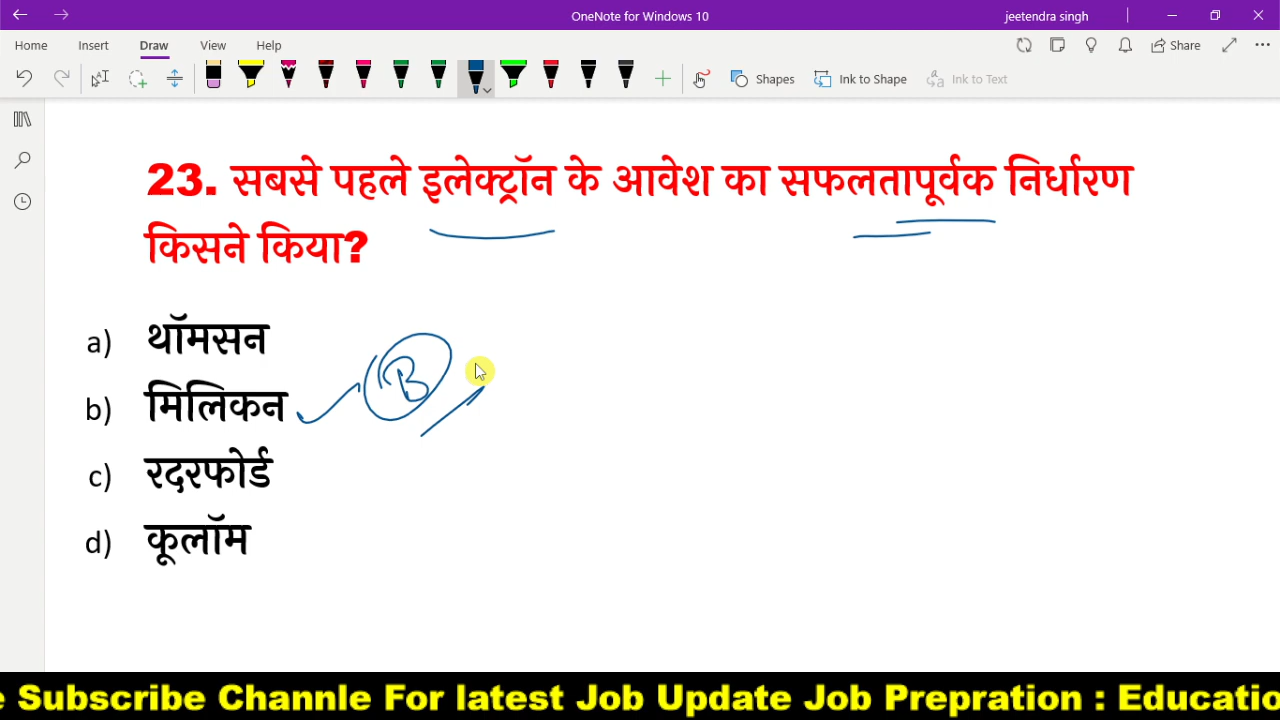 OneNote for Windows 10
jeetendra singh
Home Insert Draw View Help
Share
Shapes
Ink to Shape
Ink to Text
23. सबसे पहले इलेक्ट्रॉन के आवेश का सफलतापूर्वक निर्धारण
किसने किया?
a) थॉमसन
b) मिलिकन
B
c) रदरफोर्ड
d) कूलॉम
e Subscribe Channle For latest Job Update Job Prepration : Educatio